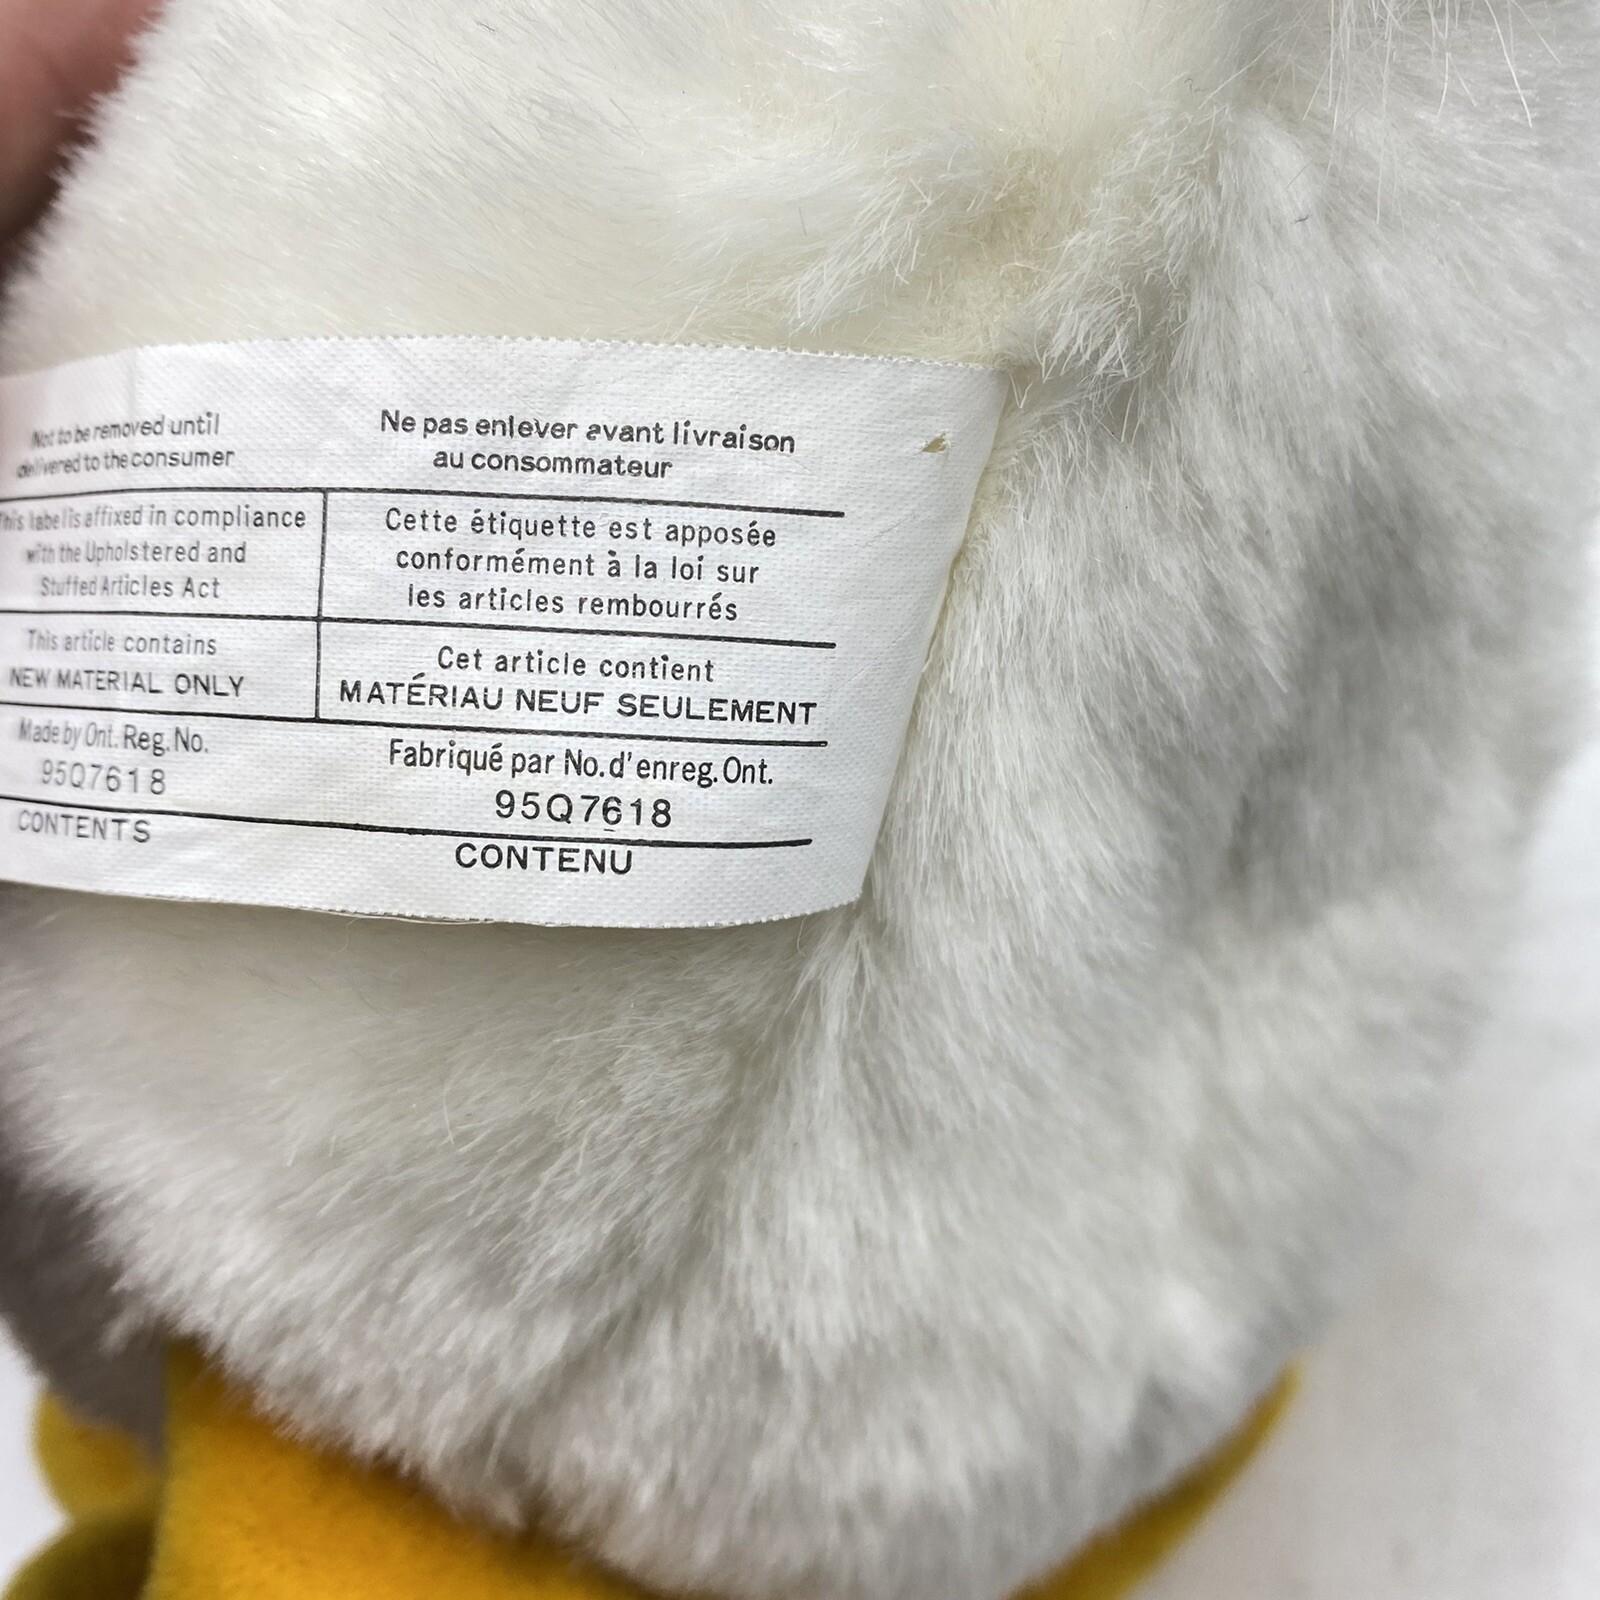 Not to be removed until
delivered to the consumer
Ne pas enlever avant livraison
au consommateur
This label is affixed in compliance
with the Upholstered and
Stuffed Articles Act
Cette étiquette est apposée
conformément à la loi sur
les articles rembourrés
This article contains
NEW MATERIAL ONLY
Cet article contient
MATÉRIAU NEUF SEULEMENT
Made by Ont. Reg. No.
95Q7618
Fabriqué par No. d'enreg. Ont.
95Q7618
CONTENTS
CONTENU